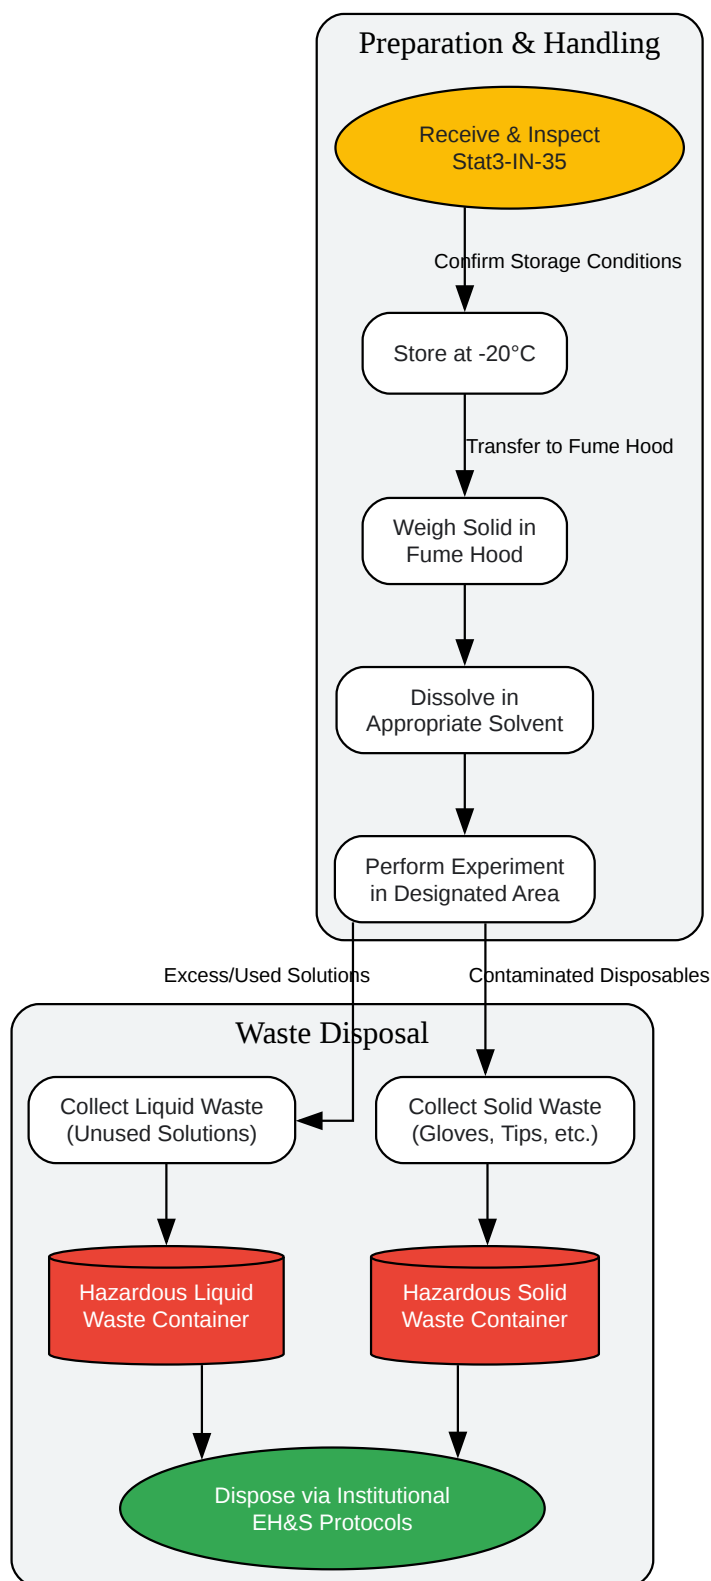 Preparation & Handling
Receive & Inspect
Stat3-IN-35
Confirm Storage Conditions
Store at -20°C
Transfer to Fume Hood
Weigh Solid in
Fume Hood
Dissolve in
Appropriate Solvent
Perform Experiment
in Designated Area
Excess/Used Solutions
Contaminated Disposables
Waste Disposal
Collect Liquid Waste
(Unused Solutions)
Collect Solid Waste
(Gloves, Tips, etc.)
Hazardous Liquid
Waste Container
Hazardous Solid
Waste Container
Dispose via Institutional
EH&S Protocols